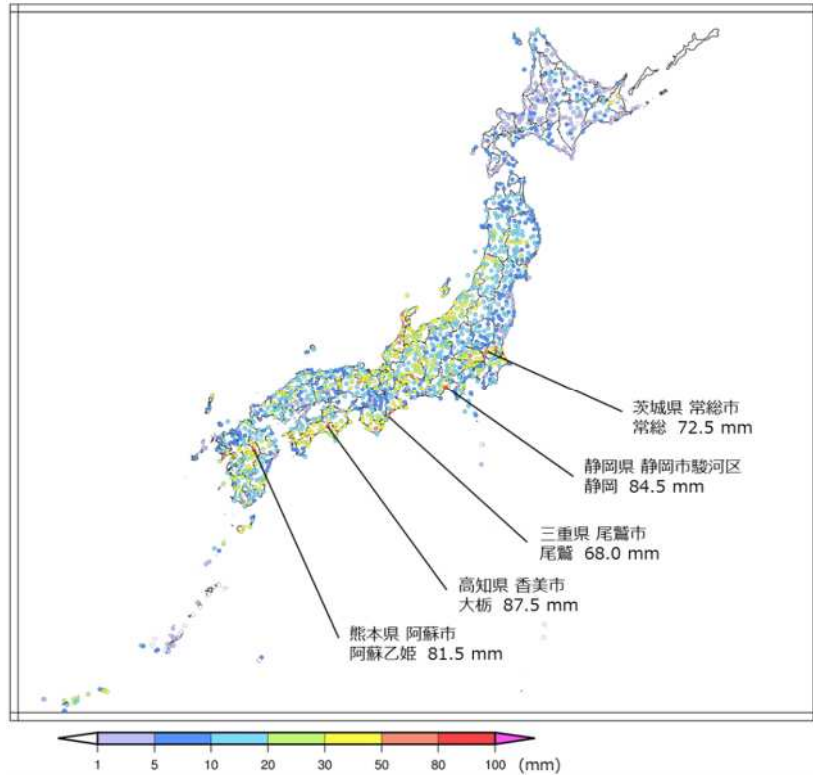 茨城県 常総市
常総 72.5 mm
静岡県 静岡市駿河区
静岡 84.5 mm
三重県 尾鷲市
尾鷲 68.0 mm
高知県 香美市
大栃 87.5 mm
熊本県 阿蘇市
阿蘇乙姫 81.5 mm
1 5 10 20 30 50 80 100 (mm)